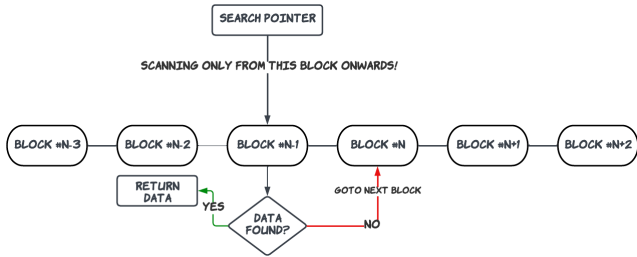 SEARCH POINTER
SCANNING ONLY FROM THIS BLOCK ONWARDS!
BLOCK #N-3
BLOCK #N-2
BLOCK #N-1
BLOCK #N
BLOCK #N+1
BLOCK #N+2
RETURN
DATA
GOTO NEXT BLOCK
YES
DATA
FOUND?
NO